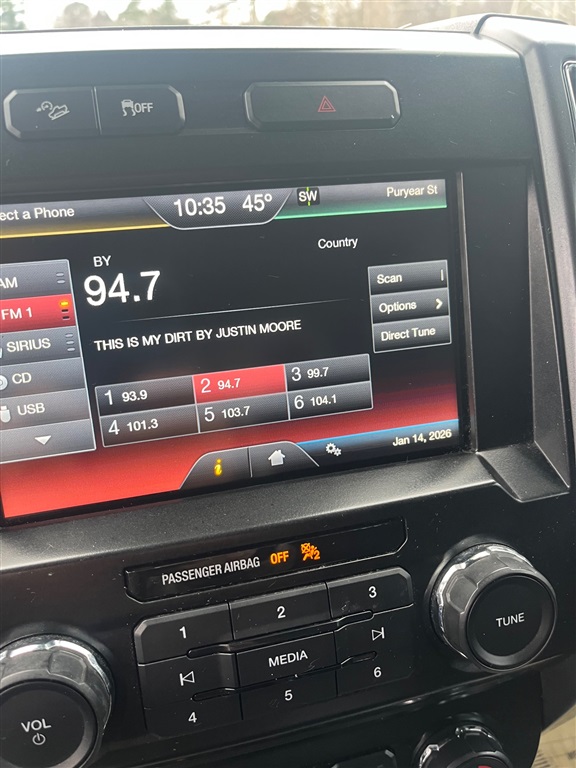 OFF
ect a Phone
10:35 45°
SW
Puryear St
BY
Country
94.7
AM
FM 1
SIRIUS
CD
USB
Scan
Options
Direct Tune
THIS IS MY DIRT BY JUSTIN MOORE
1 93.9
2 94.7
3 99.7
4 101.3
5 103.7
6 104.1
i
Jan 14, 2026
PASSENGER AIRBAG OFF 2
1
2
3
MEDIA
4
5
6
VOL
TUNE